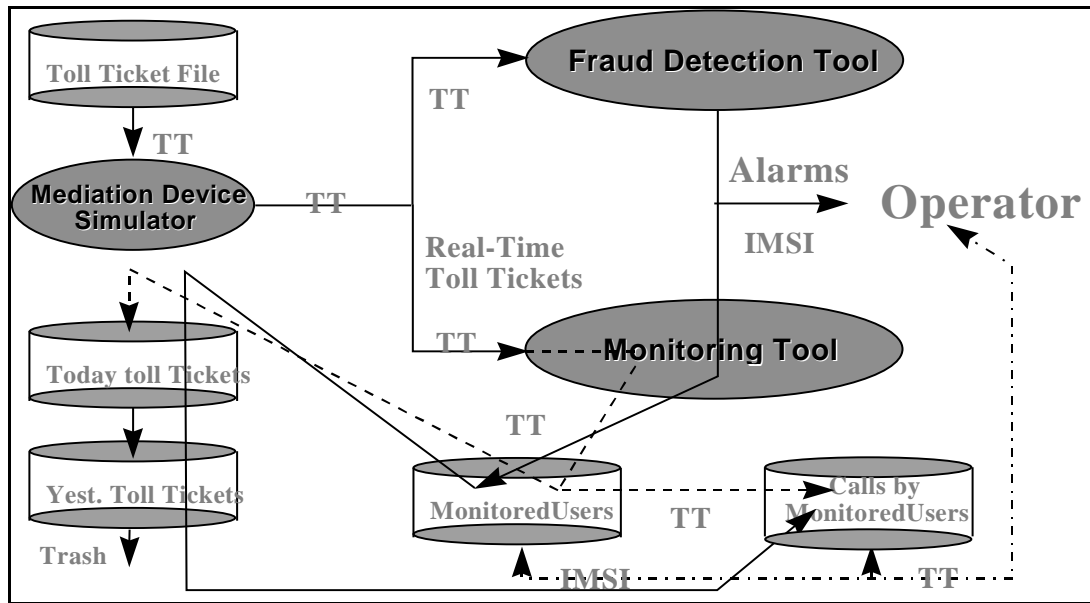 Toll Ticket File
TT
Mediation Device
Simulator
TT
TT
Fraud Detection Tool
Alarms
IMSI
Operator
Real-Time
Toll Tickets
TT
Monitoring Tool
Today toll Tickets
Yest. Toll Tickets
Trash
TT
MonitoredUsers
TT
Calls by
MonitoredUsers
IMSI
TT